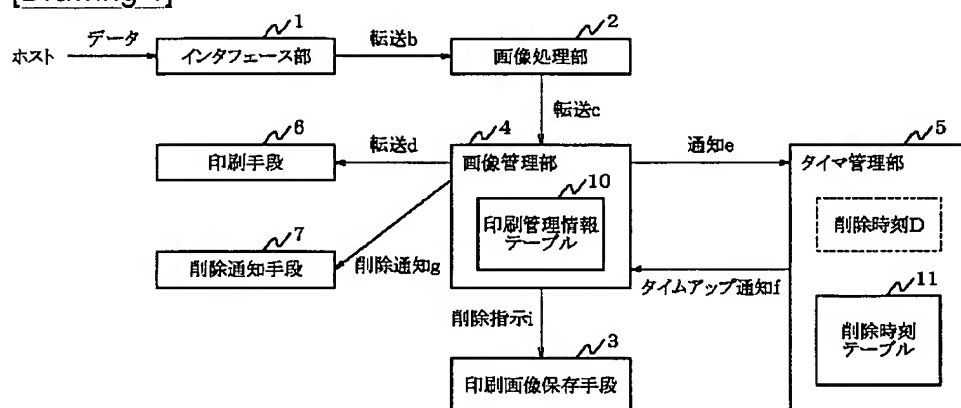 [Drawing 1]
1
2
ホスト
データ
インタフェース部
転送b
画像処理部
転送c
6
4
5
印刷手段
転送d
画像管理部
通知e
タイマ管理部
10
印刷管理情報
テーブル
削除時刻D
7
削除通知手段
削除通知g
タイムアップ通知f
11
削除時刻
テーブル
削除指示i
3
印刷画像保存手段